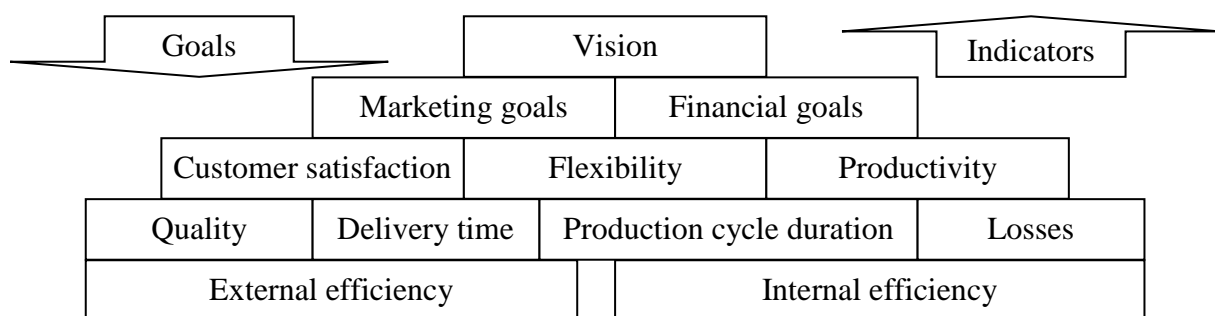 Goals
Vision
Indicators
Marketing goals
Financial goals
Customer satisfaction
Flexibility
Productivity
Quality
Delivery time
Production cycle duration
Losses
External efficiency
Internal efficiency